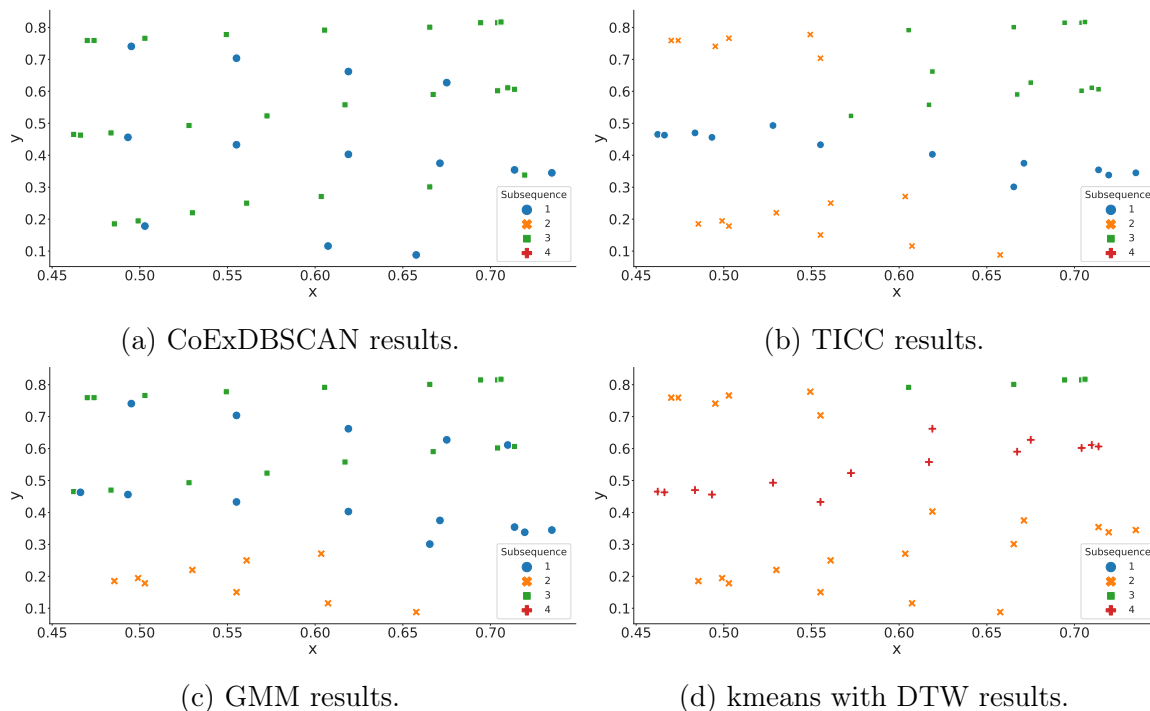 0.8
0.7
0.6
0.5
0.4
0.3
0.2
0.1
y
0.45 0.50 0.55 0.60 0.65 0.70
x
Subsequence
1
2
3
4
(a) CoExDBSCAN results.
0.8
0.7
0.6
0.5
0.4
0.3
0.2
0.1
y
0.45 0.50 0.55 0.60 0.65 0.70
x
Subsequence
1
2
3
4
(b) TICC results.
0.8
0.7
0.6
0.5
0.4
0.3
0.2
0.1
y
0.45 0.50 0.55 0.60 0.65 0.70
x
Subsequence
1
2
3
4
(c) GMM results.
0.8
0.7
0.6
0.5
0.4
0.3
0.2
0.1
y
0.45 0.50 0.55 0.60 0.65 0.70
x
Subsequence
1
2
3
4
(d) kmeans with DTW results.